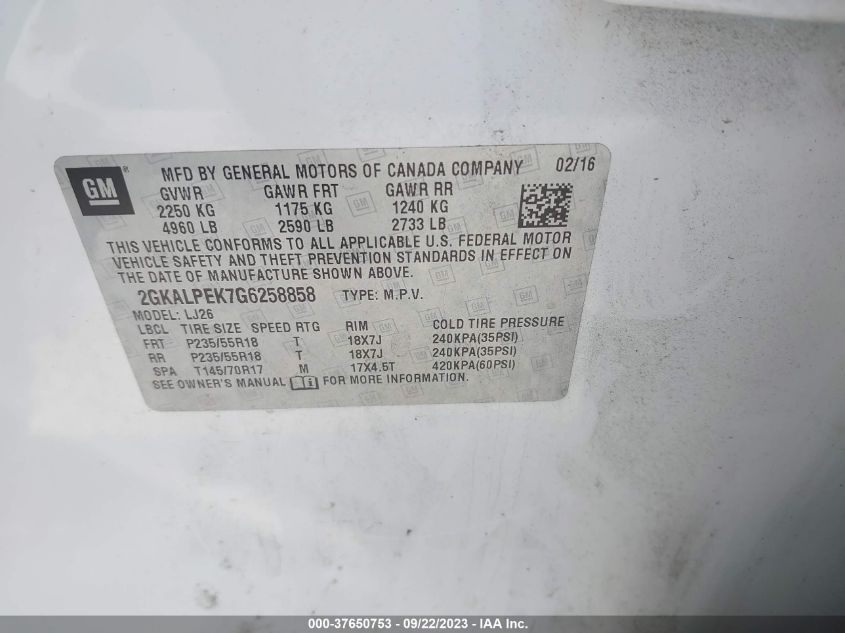 GM
MFD BY GENERAL MOTORS OF CANADA COMPANY 02/16
GVWR GAWR FRT GAWR RR
2250 KG 1175 KG 1240 KG
4960 LB 2590 LB 2733 LB
THIS VEHICLE CONFORMS TO ALL APPLICABLE U.S. FEDERAL MOTOR
VEHICLE SAFETY AND THEFT PREVENTION STANDARDS IN EFFECT ON
THE DATE OF MANUFACTURE SHOWN ABOVE.
2GKALPEK7G6258858 TYPE: M.P.V.
MODEL: LJ26
LBCL TIRE SIZE SPEED RTG RIM COLD TIRE PRESSURE
FRT P235/55R18 T 18X7J 240KPA(35PSI)
RR P235/55R18 T 18X7J 240KPA(35PSI)
SPA T145/70R17 M 17X4.5T 420KPA(60PSI)
SEE OWNER'S MANUAL FOR MORE INFORMATION.
000-37650753 - 09/22/2023 - IAA Inc.